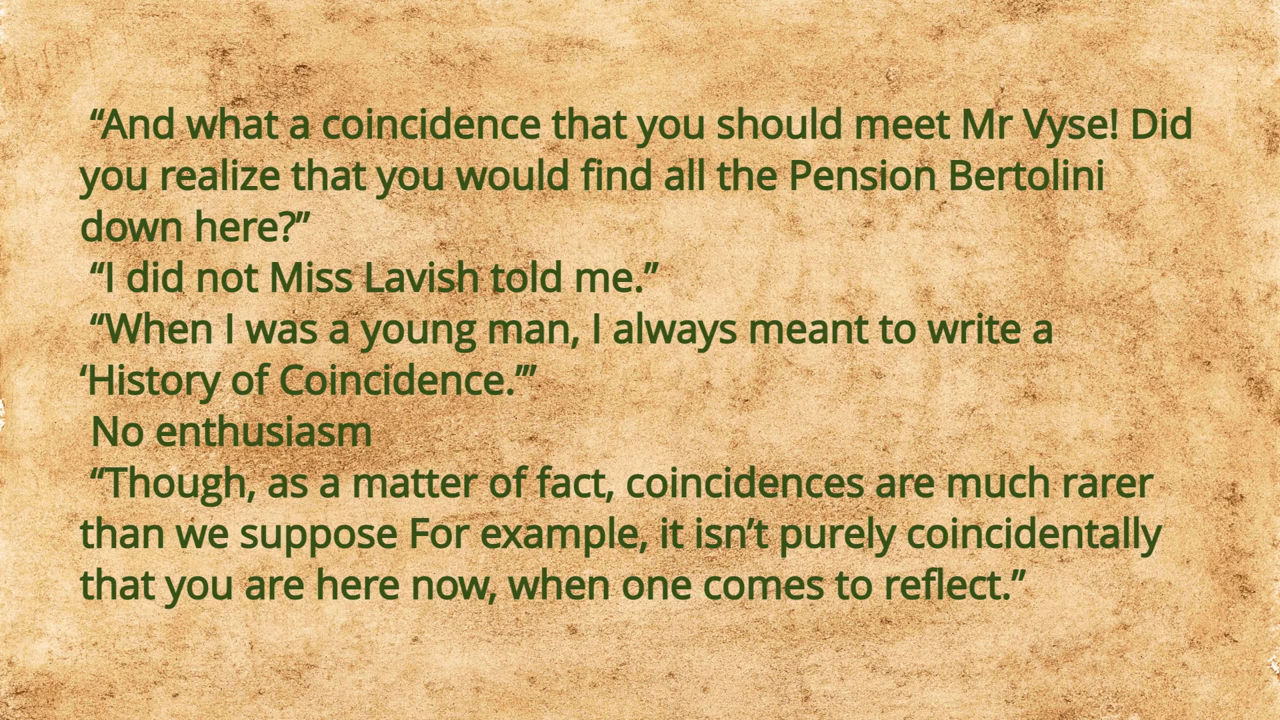 “And what a coincidence that you should meet Mr Vyse! Did
you realize that you would find all the Pension Bertolini
down here?”
“I did not Miss Lavish told me.”
“When I was a young man, I always meant to write a
‘History of Coincidence.’”
No enthusiasm
“Though, as a matter of fact, coincidences are much rarer
than we suppose For example, it isn’t purely coincidentally
that you are here now, when one comes to reflect.”